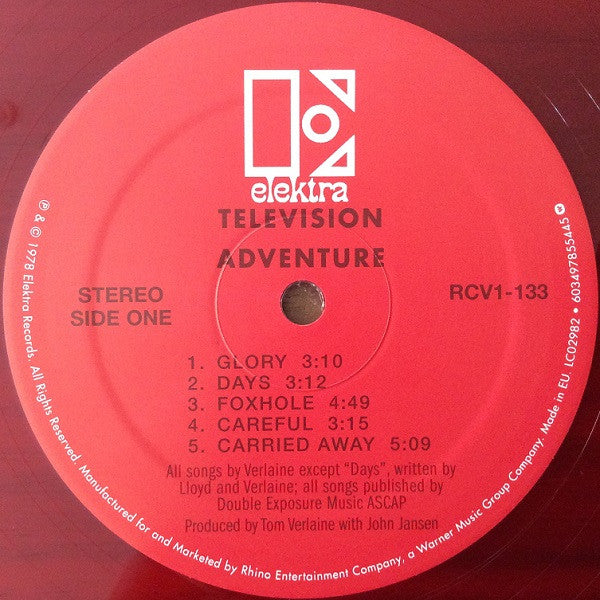 elektra
TELEVISION
ADVENTURE
STEREO
SIDE ONE
RCV1-133
1. GLORY 3:10
2. DAYS 3:12
3. FOXHOLE 4:49
4. CAREFUL 3:15
5. CARRIED AWAY 5:09
All songs by Verlaine except "Days", written by
Lloyd and Verlaine; all songs published by
Double Exposure Music ASCAP
Produced by Tom Verlaine with John Jansen
℗ & © 1978 Elektra Records. All Rights Reserved. Manufactured for and Marketed by Rhino Entertainment Company, a Warner Music Group Company. Made in EU. LC02982 • 603497855445